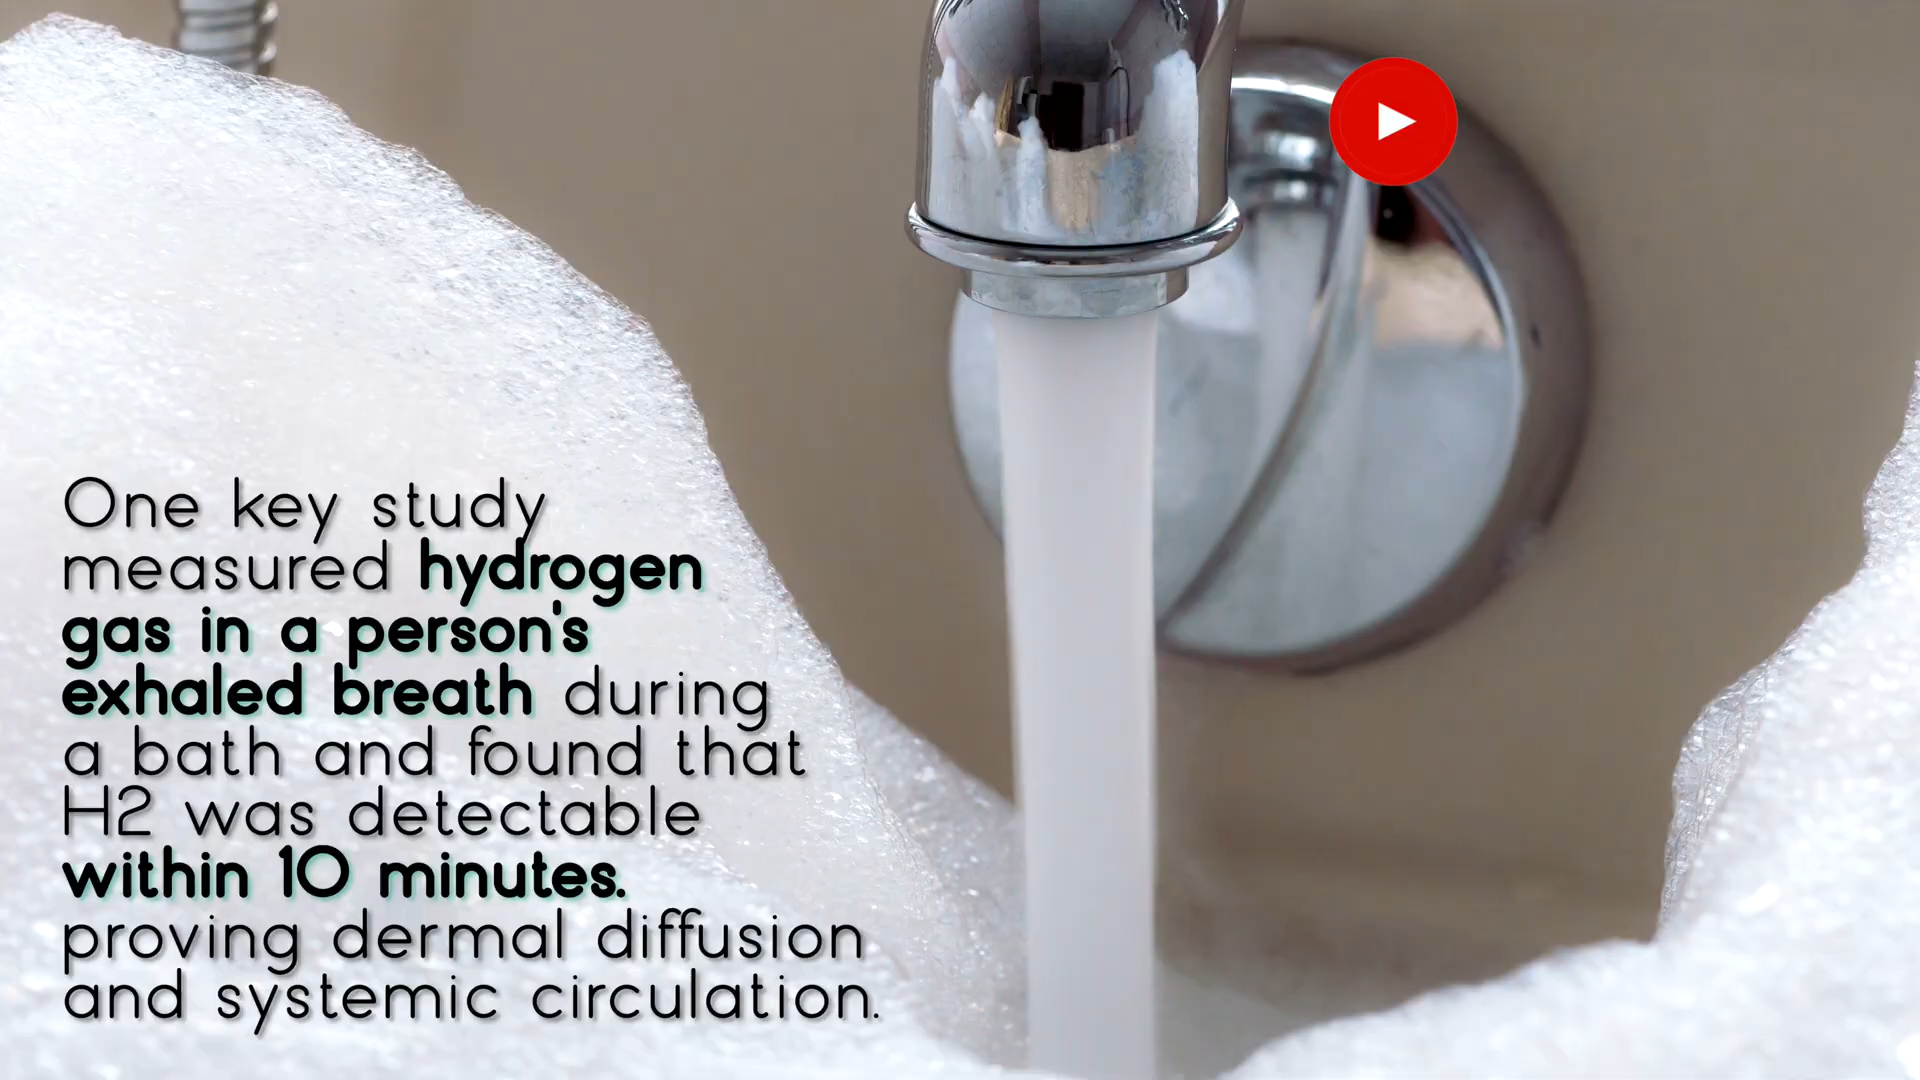 One key study
measured hydrogen
gas in a person's
exhaled breath during
a bath and found that
H2 was detectable
within 10 minutes.
proving dermal diffusion
and systemic circulation.